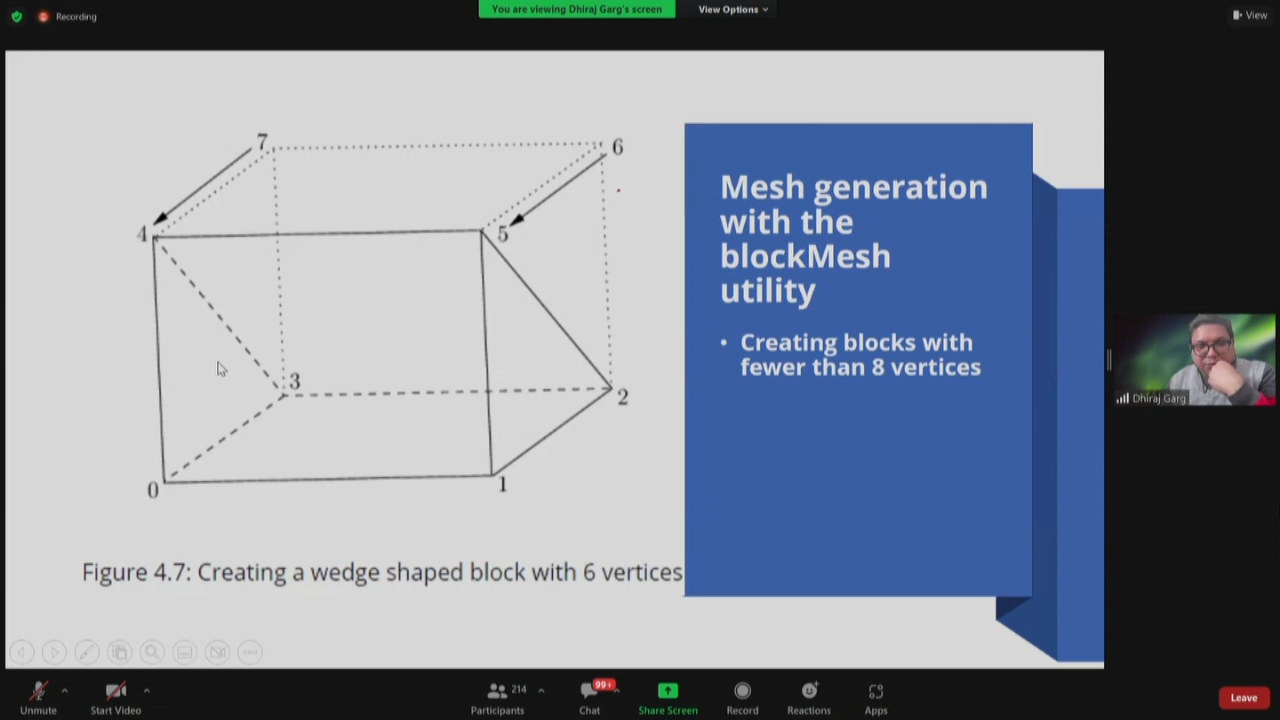 Recording
You are viewing Dhiraj Garg's screen
View Options
View
7
6
4
5
3
2
0
1
Figure 4.7: Creating a wedge shaped block with 6 vertices
Mesh generation
with the
blockMesh
utility
• Creating blocks with
fewer than 8 vertices
Dhiraj Garg
Unmute
Start Video
214
Participants
99+
Chat
Share Screen
Record
Reactions
Apps
Leave